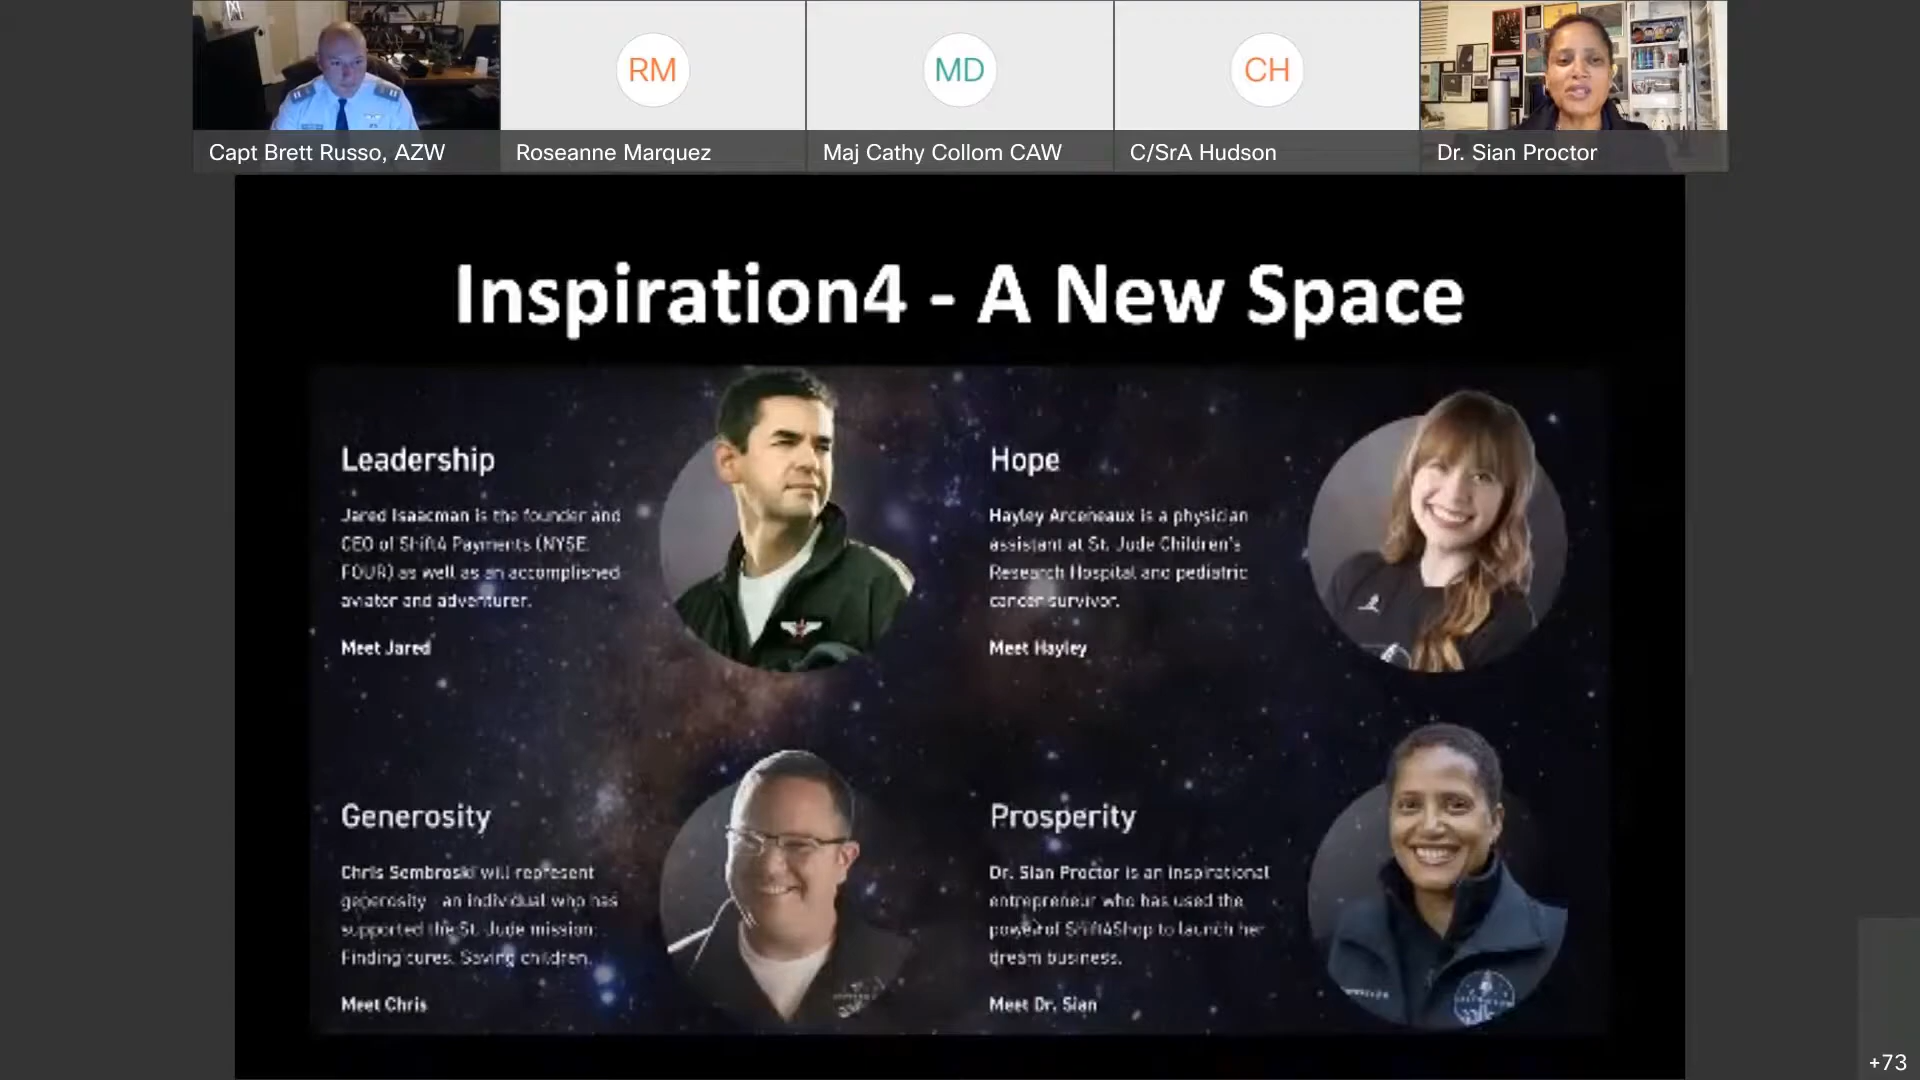 RM
MD
CH
Capt Brett Russo, AZW
Roseanne Marquez
Maj Cathy Collom CAW
C/SrA Hudson
Dr. Sian Proctor
Inspiration4 - A New Space
Leadership
Jared Isaacman is the founder and
CEO of Shift4 Payments (NYSE:
FOUR) as well as an accomplished
aviator and adventurer.
Meet Jared
Hope
Hayley Arceneaux is a physician
assistant at St. Jude Children's
Research Hospital and pediatric
cancer survivor.
Meet Hayley
Generosity
Chris Sembroski will represent
generosity - an individual who has
supported the St. Jude mission:
Finding cures. Saving children.
Meet Chris
Prosperity
Dr. Sian Proctor is an inspirational
entrepreneur who has used the
power of Shift4Shop to launch her
dream business.
Meet Dr. Sian
+73